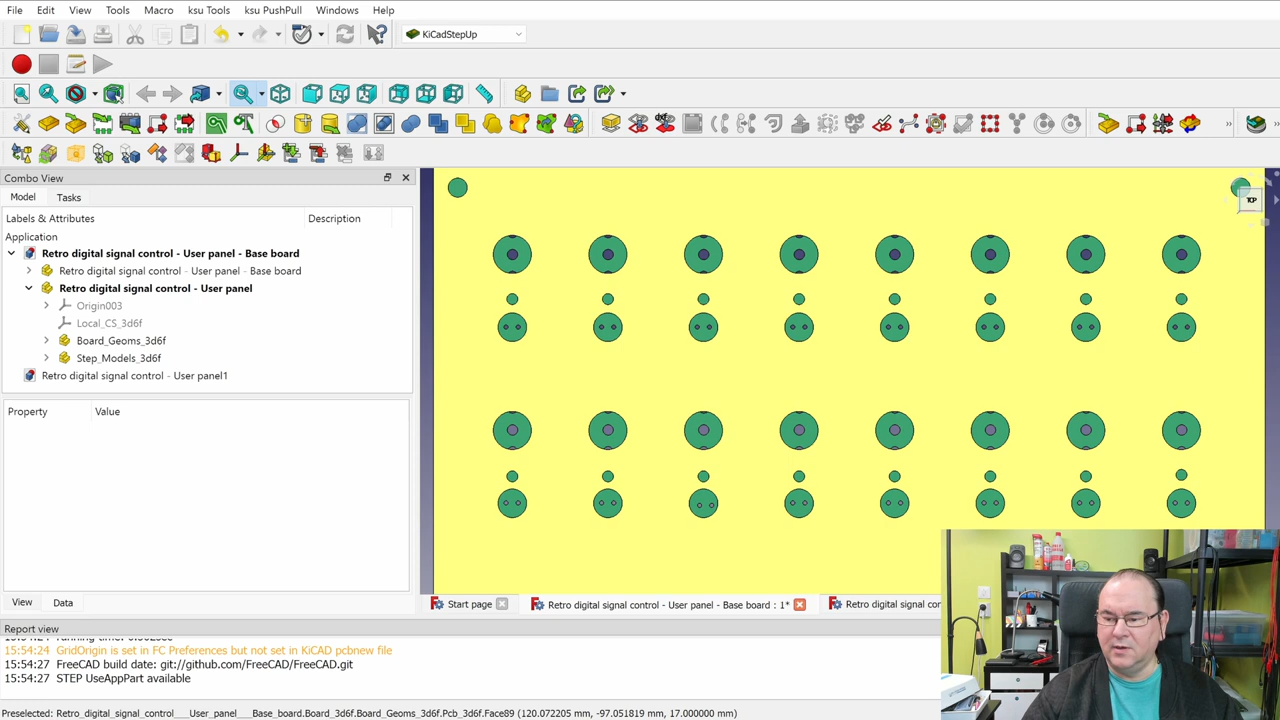 File Edit View Tools Macro ksu Tools ksu PushPull Windows Help
KiCadStepUp
Combo View
Model Tasks
Labels & Attributes Description
Application
Retro digital signal control - User panel - Base board
Retro digital signal control - User panel - Base board
Retro digital signal control - User panel
Origin003
Local_CS_3d6f
Board_Geoms_3d6f
Step_Models_3d6f
Retro digital signal control - User panel1
Property Value
TOP
View Data
Start page Retro digital signal control - User panel - Base board : 1* Retro digital signal co
Report view
15:54:24 GridOrigin is set in FC Preferences but not set in KiCAD pcbnew file
15:54:27 FreeCAD build date: git://github.com/FreeCAD/FreeCAD.git
15:54:27 STEP UseAppPart available
Preselected: Retro_digital_signal_control___User_panel___Base_board.Board_3d6f.Board_Geoms_3d6f.Pcb_3d6f.Face89 (120.072205 mm, -97.051819 mm, 17.000000 mm)